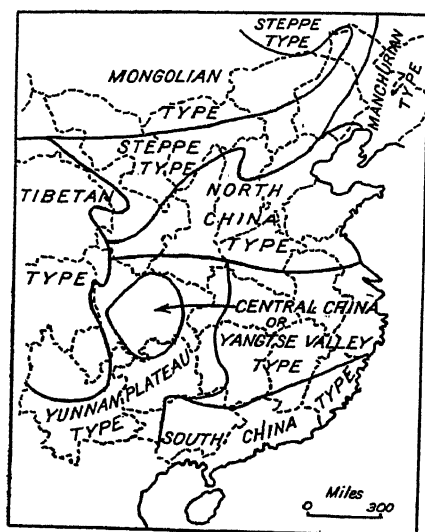 STEPPE
TYPE
MONGOLIAN
TYPE
MANCHURIAN
TYPE
STEPPE
TYPE
TIBETAN
TYPE
NORTH
CHINA
TYPE
CENTRAL CHINA
OR
YANGTSE VALLEY
TYPE
YUNNAN PLATEAU
TYPE
SOUTH CHINA TYPE
Miles
0 300